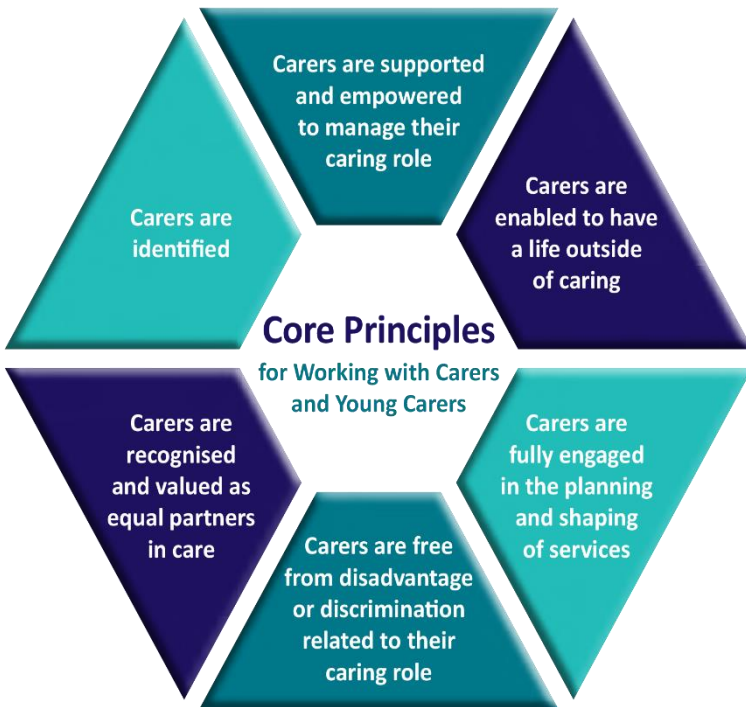 Core Principles
for Working with Carers
and Young Carers
Carers are
identified
Carers are supported
and empowered
to manage their
caring role
Carers are
enabled to have
a life outside
of caring
Carers are
fully engaged
in the planning
and shaping
of services
Carers are free
from disadvantage
or discrimination
related to their
caring role
Carers are
recognised
and valued as
equal partners
in care